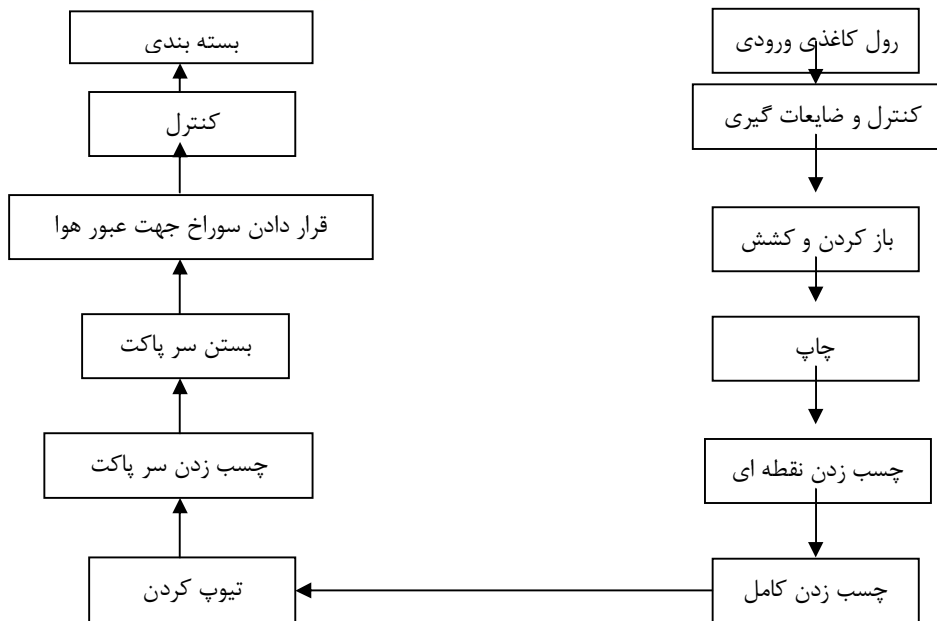 رول کاغذی ورودی
کنترل و ضایعات گیری
باز کردن و کشش
چاپ
چسب زدن نقطه ای
چسب زدن کامل
تیوپ کردن
چسب زدن سر پاکت
بستن سر پاکت
قرار دادن سوراخ جهت عبور هوا
کنترل
بسته بندی